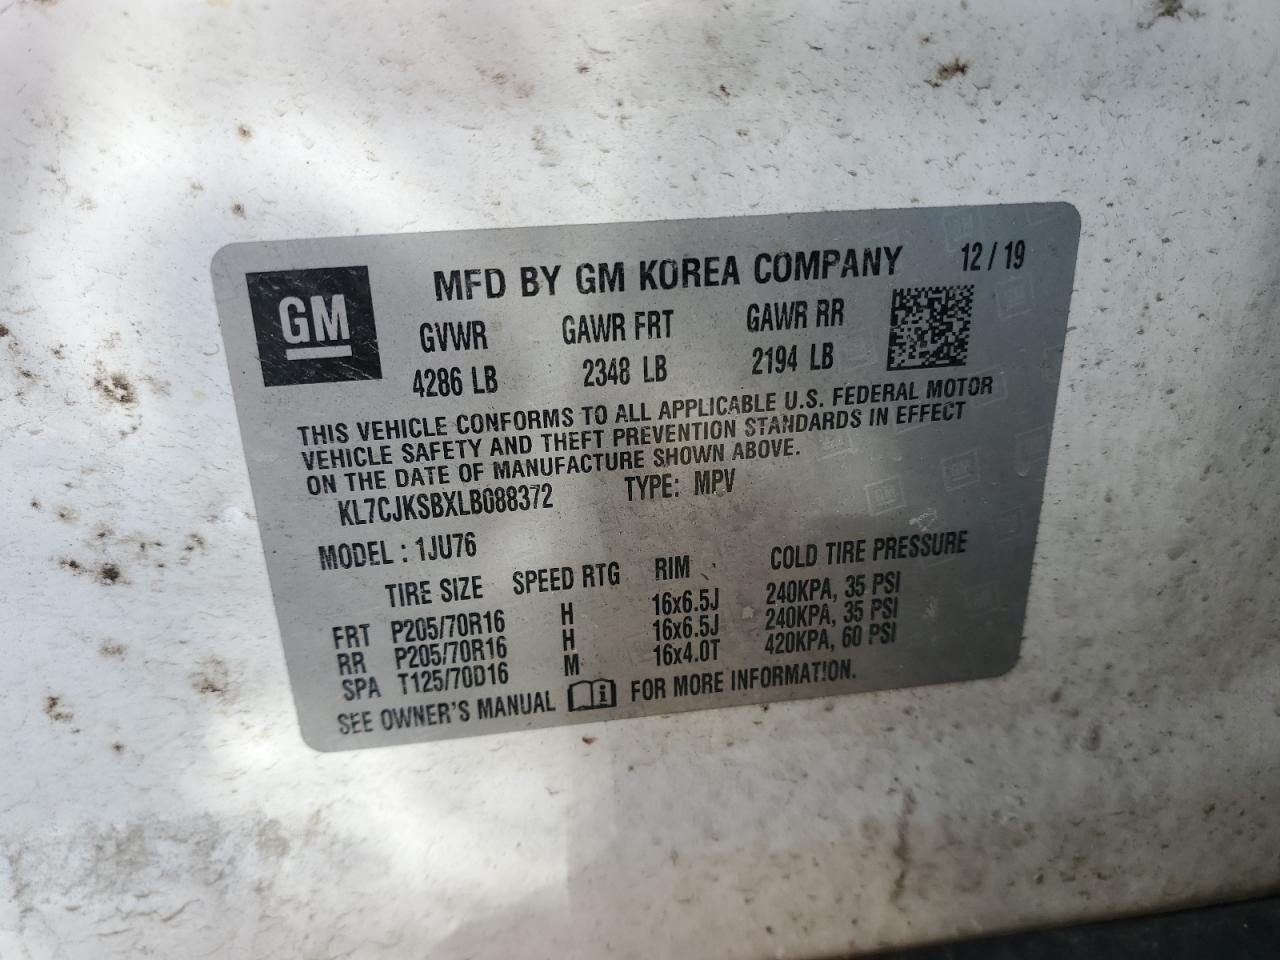 GM
MFD BY GM KOREA COMPANY 12/19
GVWR GAWR FRT GAWR RR
4286 LB 2348 LB 2194 LB
THIS VEHICLE CONFORMS TO ALL APPLICABLE U.S. FEDERAL MOTOR
VEHICLE SAFETY AND THEFT PREVENTION STANDARDS IN EFFECT
ON THE DATE OF MANUFACTURE SHOWN ABOVE.
KL7CJKSBXLB088372 TYPE: MPV
MODEL : 1JU76
TIRE SIZE SPEED RTG RIM COLD TIRE PRESSURE
FRT P205/70R16 H 16x6.5J 240KPA, 35 PSI
RR P205/70R16 H 16x6.5J 240KPA, 35 PSI
SPA T125/70D16 M 16x4.0T 420KPA, 60 PSI
SEE OWNER'S MANUAL FOR MORE INFORMATION.